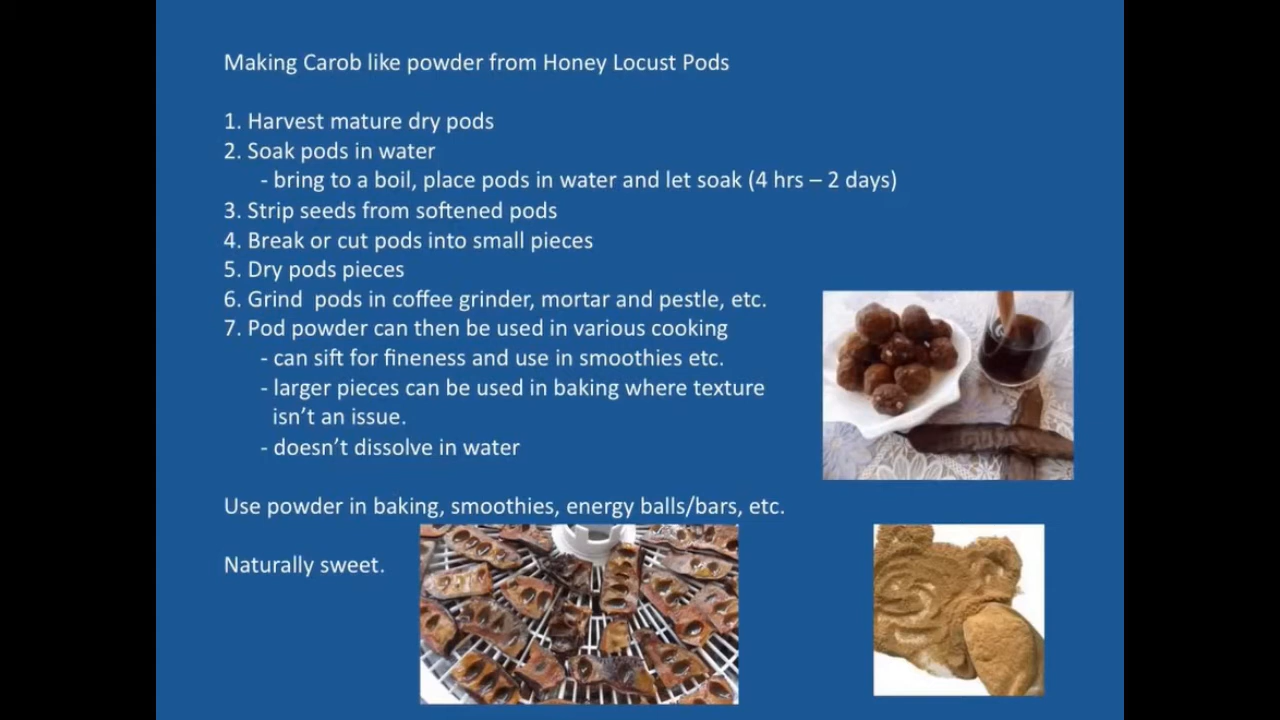 Making Carob like powder from Honey Locust Pods
1. Harvest mature dry pods
2. Soak pods in water
- bring to a boil, place pods in water and let soak (4 hrs – 2 days)
3. Strip seeds from softened pods
4. Break or cut pods into small pieces
5. Dry pods pieces
6. Grind  pods in coffee grinder, mortar and pestle, etc.
7. Pod powder can then be used in various cooking
- can sift for fineness and use in smoothies etc.
- larger pieces can be used in baking where texture
isn’t an issue.
- doesn’t dissolve in water
Use powder in baking, smoothies, energy balls/bars, etc.
Naturally sweet.